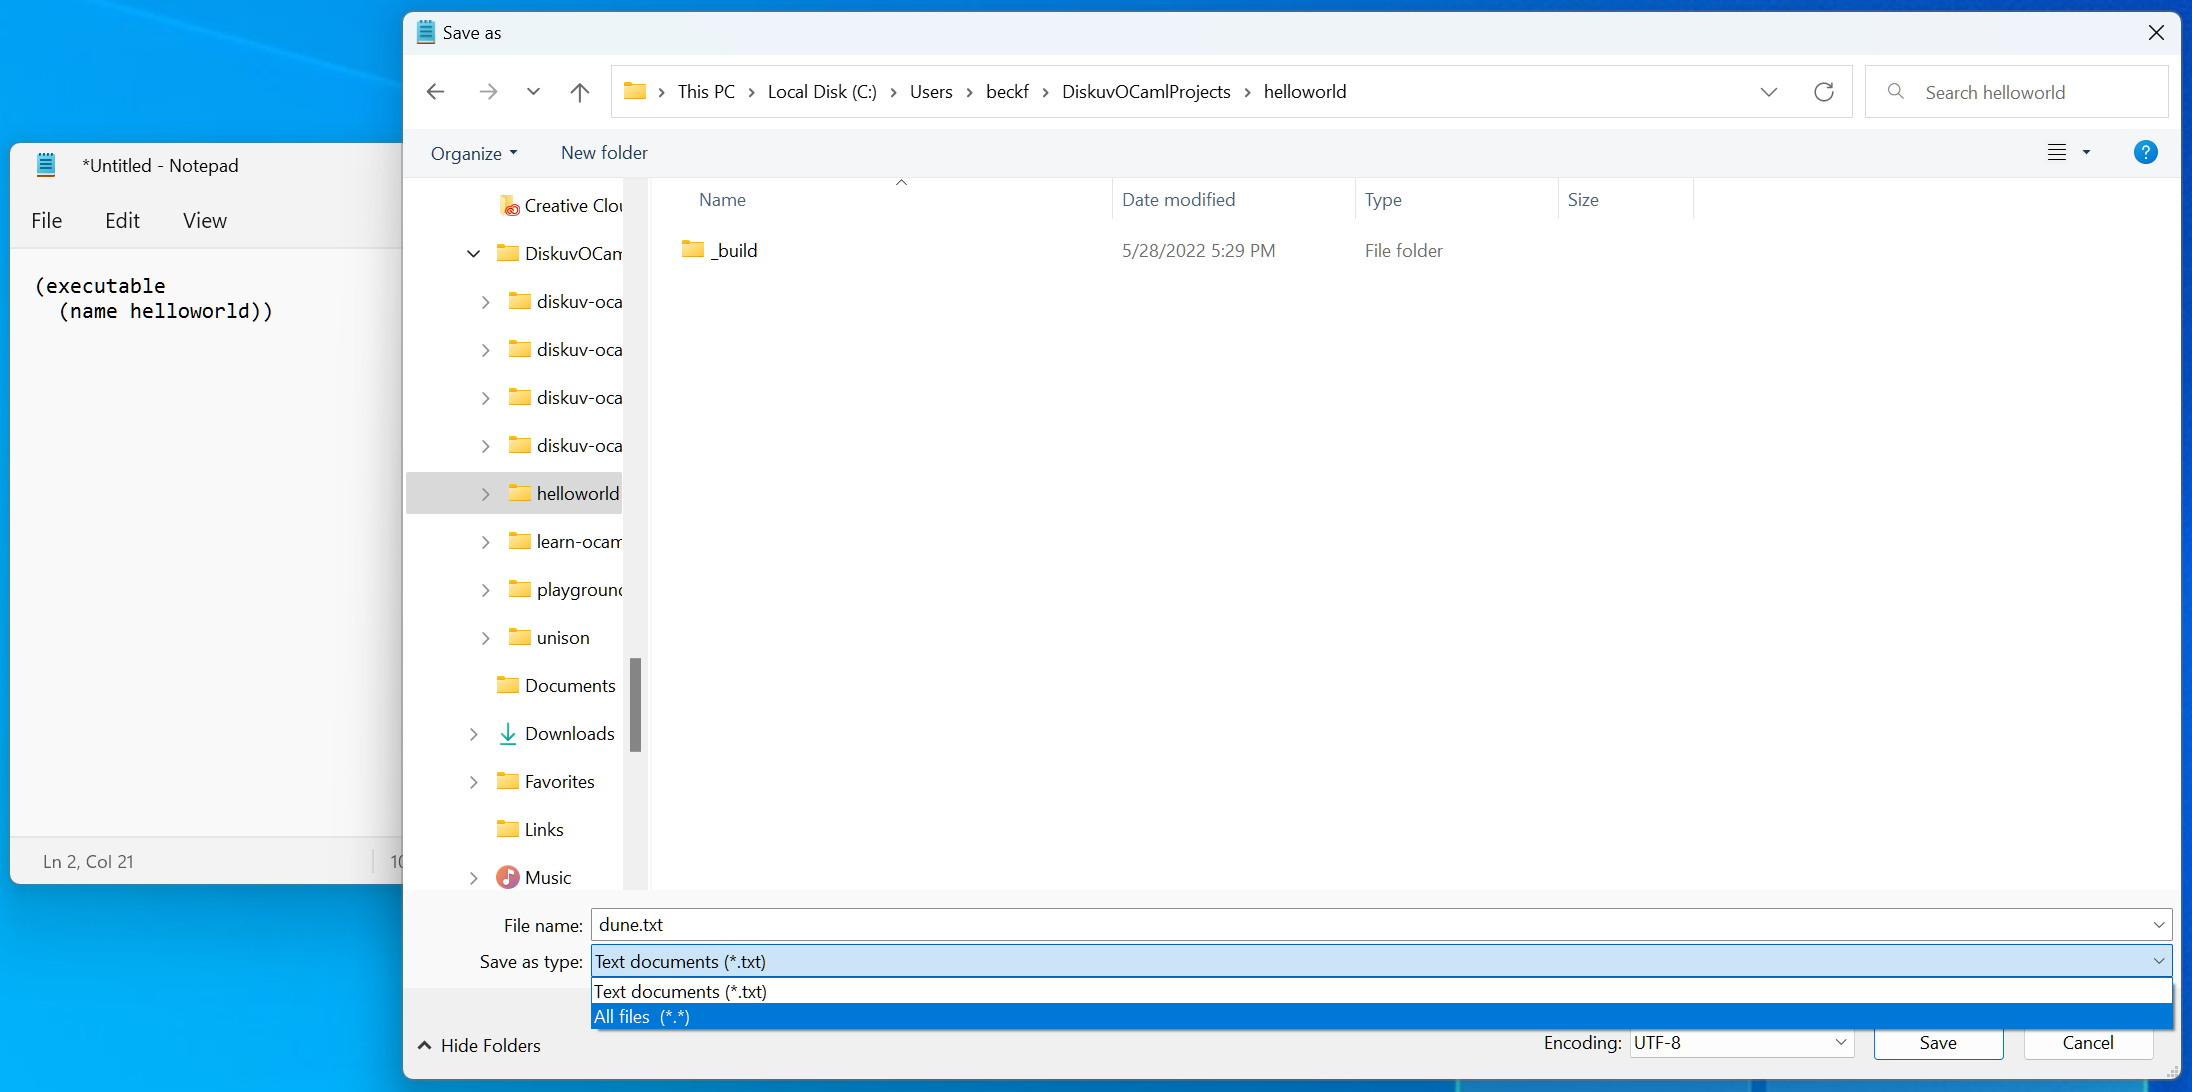 *Untitled - Notepad
File Edit View
(executable
(name helloworld))
Ln 2, Col 21
Save as
This PC > Local Disk (C:) > Users > beckf > DiskuvOCamlProjects > helloworld
Search helloworld
Organize New folder
?
Name Date modified Type Size
_build 5/28/2022 5:29 PM File folder
Creative Clou
DiskuvOCam
diskuv-oca
diskuv-oca
diskuv-oca
diskuv-oca
helloworld
learn-ocam
playground
unison
Documents
Downloads
Favorites
Links
Music
File name: dune.txt
Save as type: Text documents (*.txt)
Text documents (*.txt)
All files (*.*)
Hide Folders
Encoding: UTF-8
Save Cancel